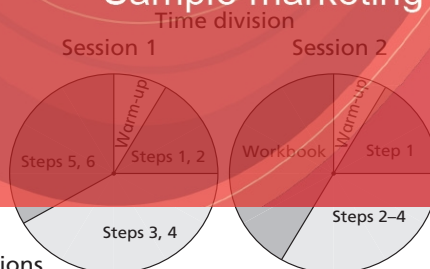 Sample marketing
Time division
Session 1
Session 2
Warm-up
Warm-up
Steps 5, 6
Steps 1, 2
Workbook
Step 1
Steps 3, 4
Steps 2–4